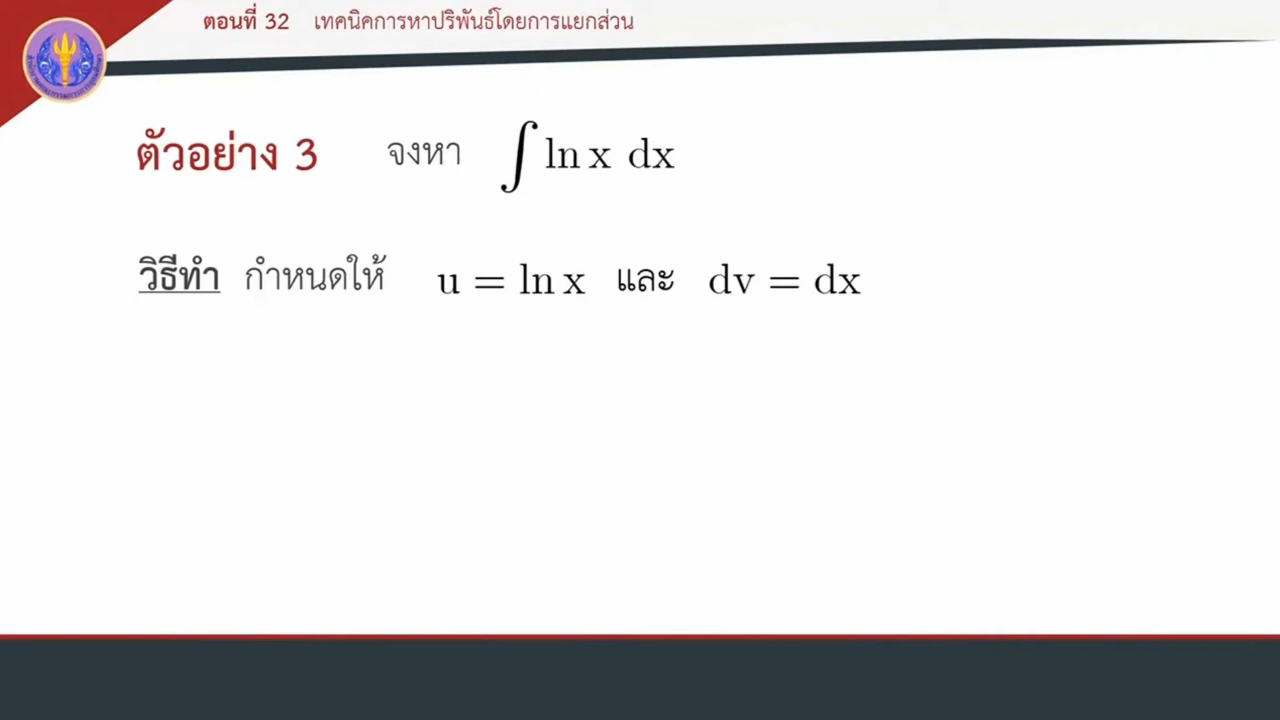 ตอนที่ 32 เทคนิคการหาปริพันธ์โดยการแยกส่วน
ตัวอย่าง 3 จงหา ∫ ln x dx
วิธีทำ กำหนดให้ u = ln x และ dv = dx